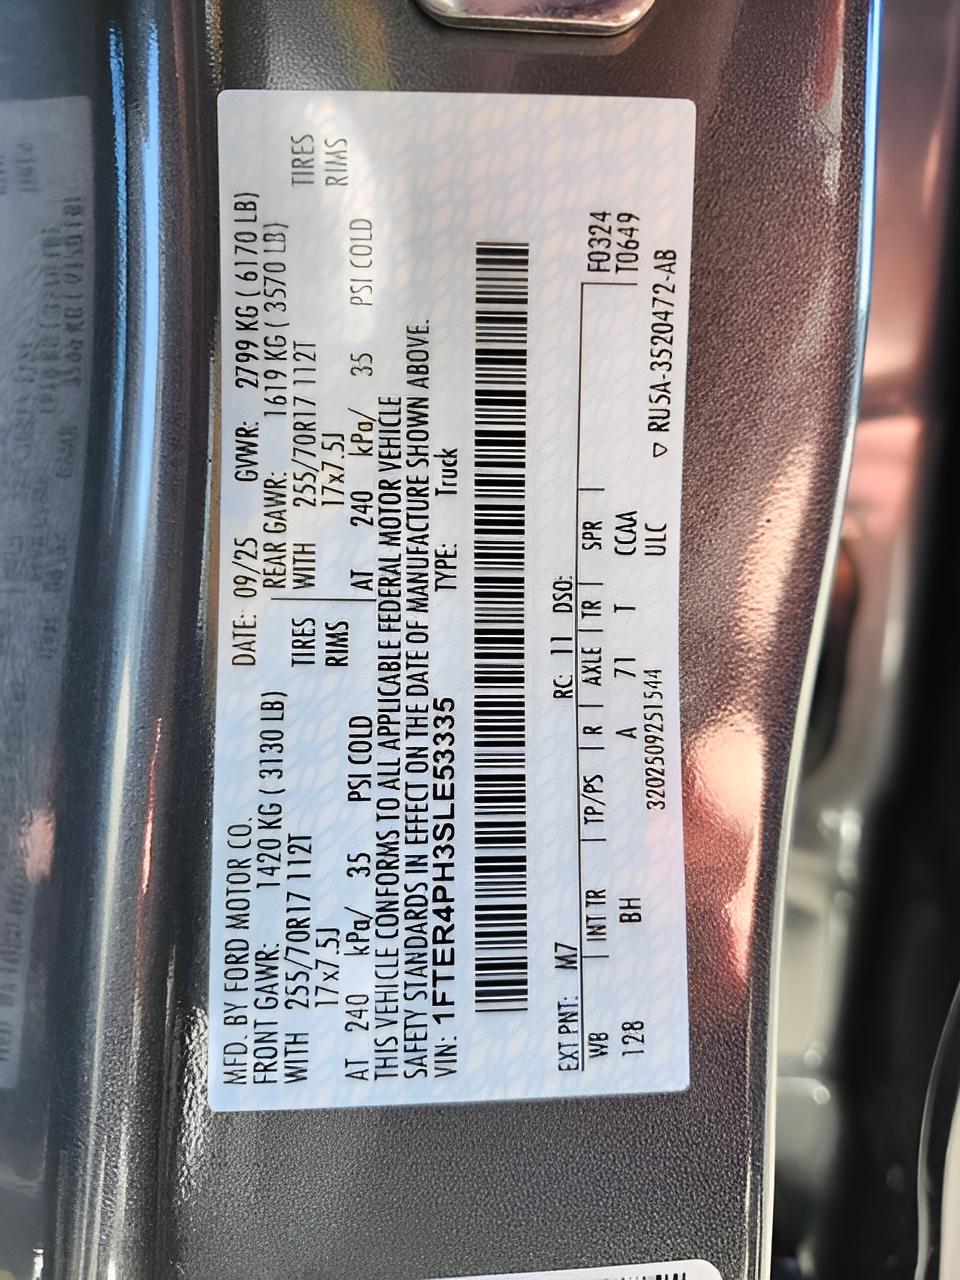 MFD. BY FORD MOTOR CO.
DATE: 09/25 GVWR: 2799 KG ( 6170 LB)
FRONT GAWR: 1420 KG ( 3130 LB)
REAR GAWR: 1619 KG ( 3570 LB)
WITH 255/70R17 112T TIRES
WITH 255/70R17 112T TIRES
17x7.5J RIMS
17x7.5J RIMS
AT 240 kPa/ 35 PSI COLD
AT 240 kPa/ 35 PSI COLD
THIS VEHICLE CONFORMS TO ALL APPLICABLE FEDERAL MOTOR VEHICLE
SAFETY STANDARDS IN EFFECT ON THE DATE OF MANUFACTURE SHOWN ABOVE.
VIN: 1FTER4PH3SLE53335 TYPE: Truck
EXT PNT: M7 RC: 11 DSO:
WB | INT TR | TP/PS | R | AXLE | TR | SPR | F0324
128 BH A 71 T CCAA T0649
3202509251544 ULC ▽ RU5A-3520472-AB